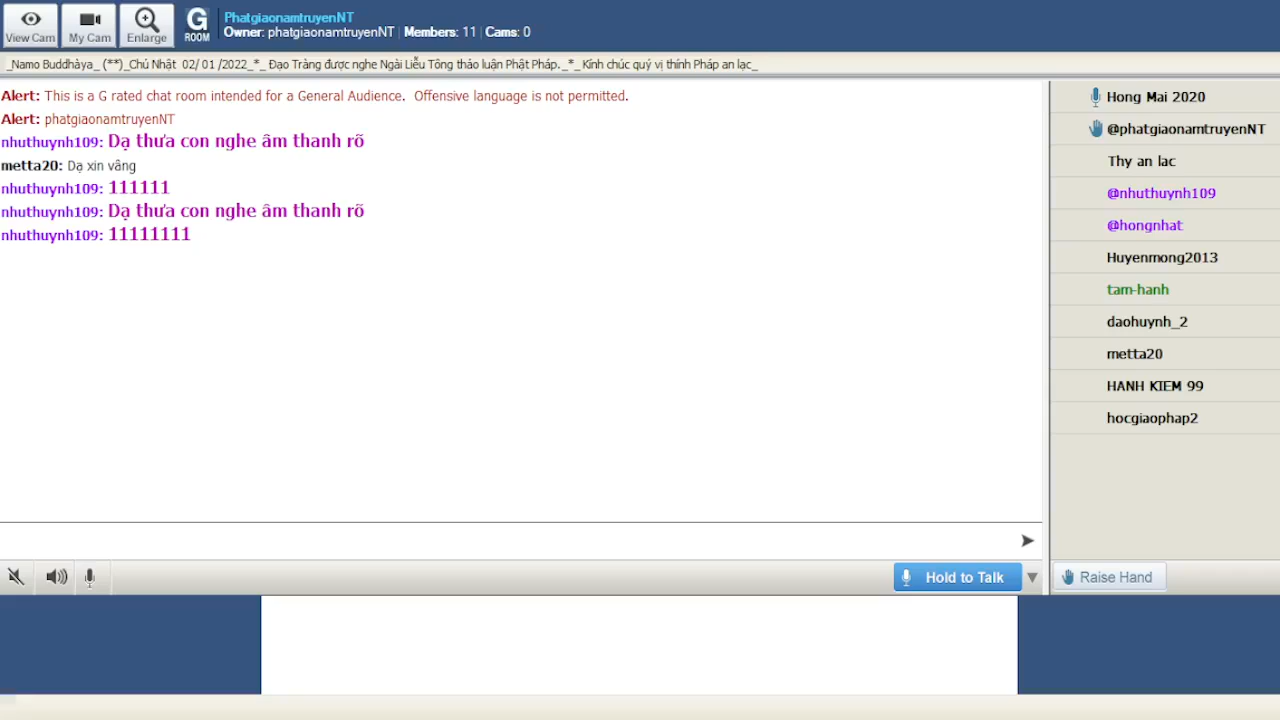 View Cam
My Cam
Enlarge
G
ROOM
PhatgiaonamtruyenNT
Owner: phatgiaonamtruyenNT | Members: 11 | Cams: 0
_Namo Buddhàya_ (**)_Chủ Nhật 02/ 01 /2022_*_ Đạo Tràng được nghe Ngài Liễu Tông thảo luận Phật Pháp._*_ Kính chúc quý vị thính Pháp an lạc_
Alert: This is a G rated chat room intended for a General Audience. Offensive language is not permitted.
Alert: phatgiaonamtruyenNT
nhuthuynh109: Dạ thưa con nghe âm thanh rõ
metta20: Dạ xin vâng
nhuthuynh109: 111111
nhuthuynh109: Dạ thưa con nghe âm thanh rõ
nhuthuynh109: 11111111
Hong Mai 2020
@phatgiaonamtruyenNT
Thy an lac
@nhuthuynh109
@hongnhat
Huyenmong2013
tam-hanh
daohuynh_2
metta20
HANH KIEM 99
hocgiaophap2
Hold to Talk
Raise Hand